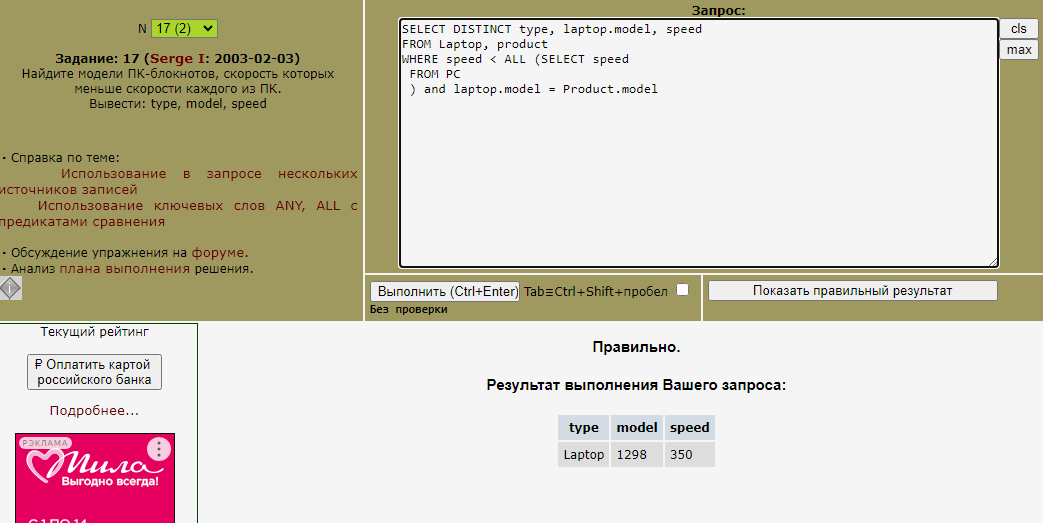 N 17 (2)
Задание: 17 (Serge I: 2003-02-03)
Найдите модели ПК-блокнотов, скорость которых
меньше скорости каждого из ПК.
Вывести: type, model, speed
· Справка по теме:
Использование в запросе нескольких
источников записей
Использование ключевых слов ANY, ALL с
предикатами сравнения
· Обсуждение упражнения на форуме.
· Анализ плана выполнения решения.
Запрос:
SELECT DISTINCT type, laptop.model, speed
FROM Laptop, product
WHERE speed < ALL (SELECT speed
FROM PC
) and laptop.model = Product.model
cls
max
Выполнить (Ctrl+Enter) Tab≡Ctrl+Shift+пробел
Без проверки
Показать правильный результат
Текущий рейтинг
₽ Оплатить картой
российского банка
Подробнее...
РЕКЛАМА
Мила
Выгодно всегда!
Правильно.
Результат выполнения Вашего запроса:
type model speed
Laptop 1298 350